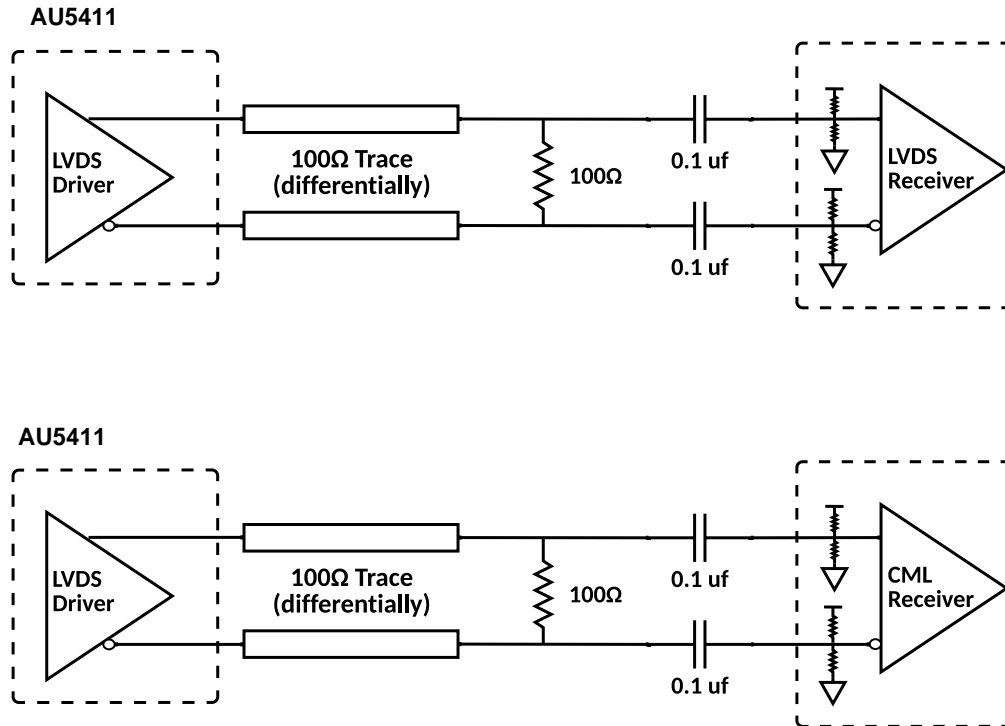 AU5411
LVDS
Driver
100Ω Trace
(differentially)
100Ω
0.1 uf
0.1 uf
LVDS
Receiver
AU5411
LVDS
Driver
100Ω Trace
(differentially)
100Ω
0.1 uf
0.1 uf
CML
Receiver